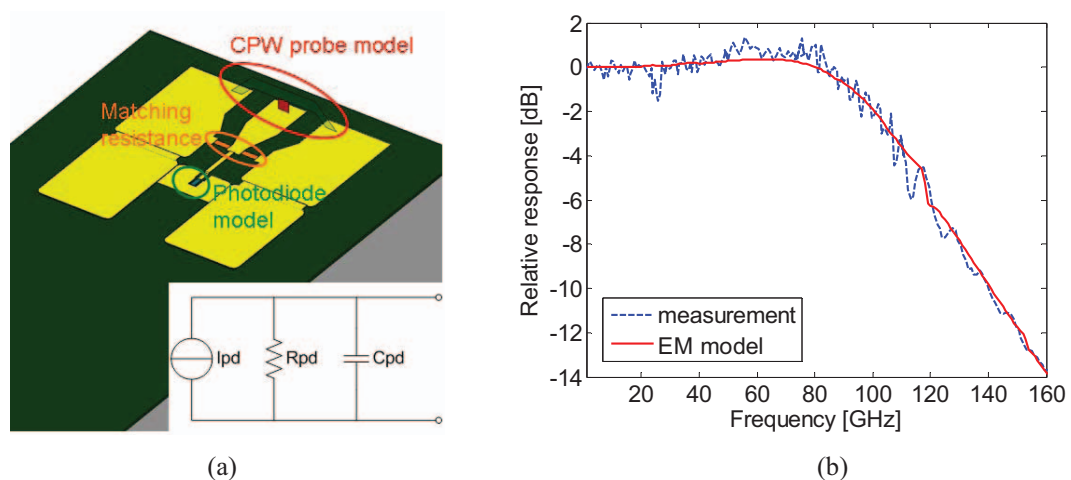 CPW probe model
Matching
resistance
Photodiode
model
Ipd
Rpd
Cpd
(a)
Relative response [dB]
2
0
-2
-4
-6
-8
-10
-12
-14
20
40
60
80
100
120
140
160
Frequency [GHz]
measurement
EM model
(b)